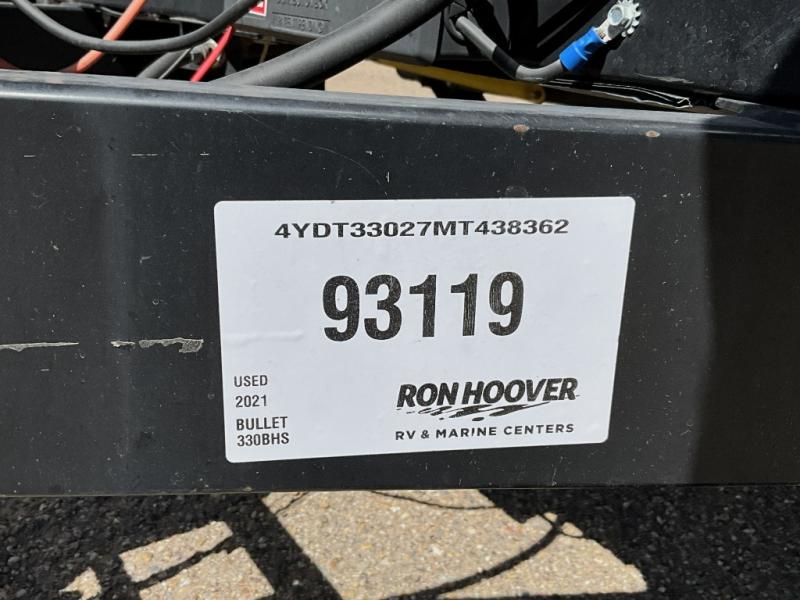 4YDT33027MT438362
93119
USED
2021
BULLET
330BHS
RON HOOVER
RV & MARINE CENTERS